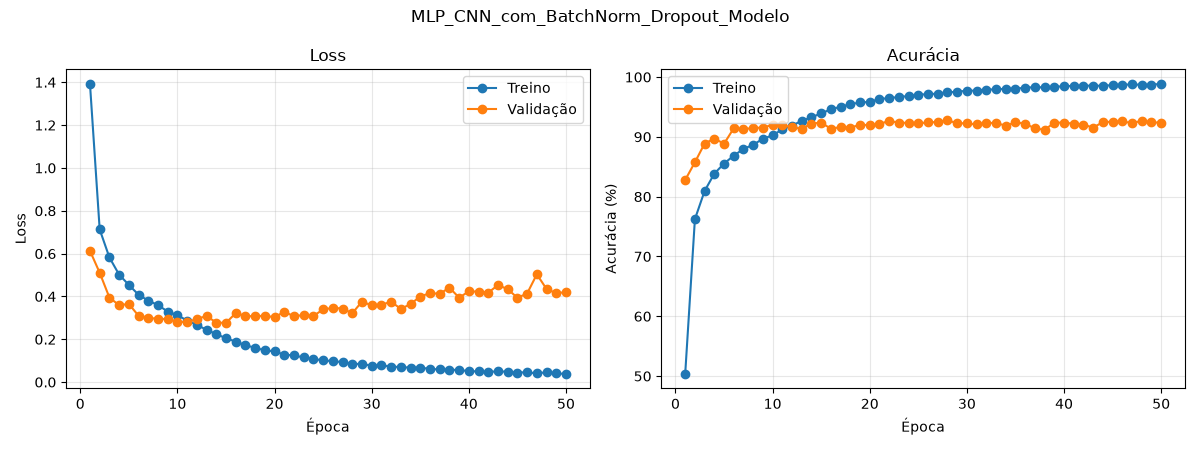 MLP_CNN_com_BatchNorm_Dropout_Modelo
Loss
Treino
Validação
1.4
1.2
1.0
0.8
0.6
0.4
0.2
0.0
Loss
0
10
20
30
40
50
Época
Acurácia
Treino
Validação
100
90
80
70
60
50
Acurácia (%)
0
10
20
30
40
50
Época